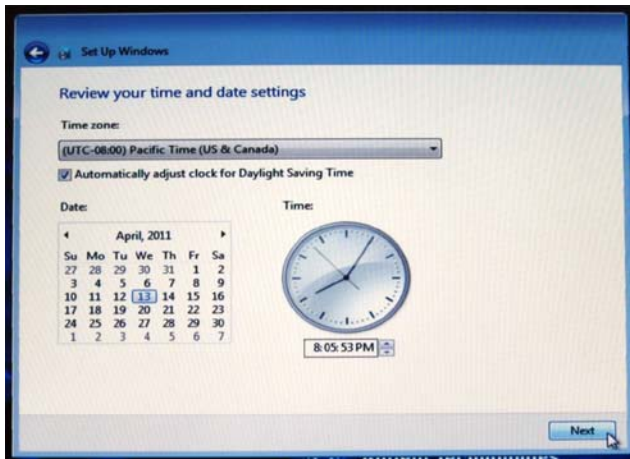 Set Up Windows
Review your time and date settings
Time zone:
(UTC-08:00) Pacific Time (US & Canada)
Automatically adjust clock for Daylight Saving Time
Date:
Time:
April, 2011
Su Mo Tu We Th Fr Sa
27 28 29 30 31 1 2
3 4 5 6 7 8 9
10 11 12 13 14 15 16
17 18 19 20 21 22 23
24 25 26 27 28 29 30
1 2 3 4 5 6 7
8:05:53 PM
Next